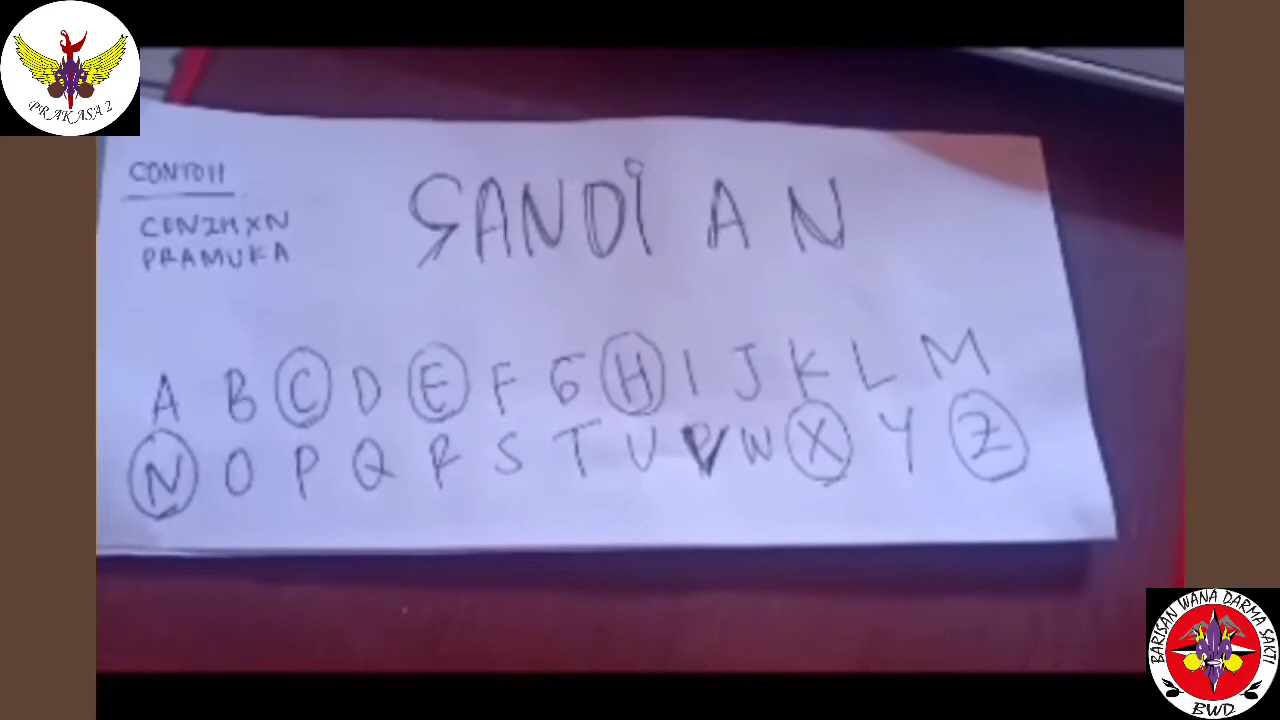 PRAKASA 2
CONTOH
CENZHXN
PRAMUKA
SANDI AN
A B C D E F G H I J K L M
N O P Q R S T U V W X Y Z
BARISAN WANA DARMA SAKTI
BWD